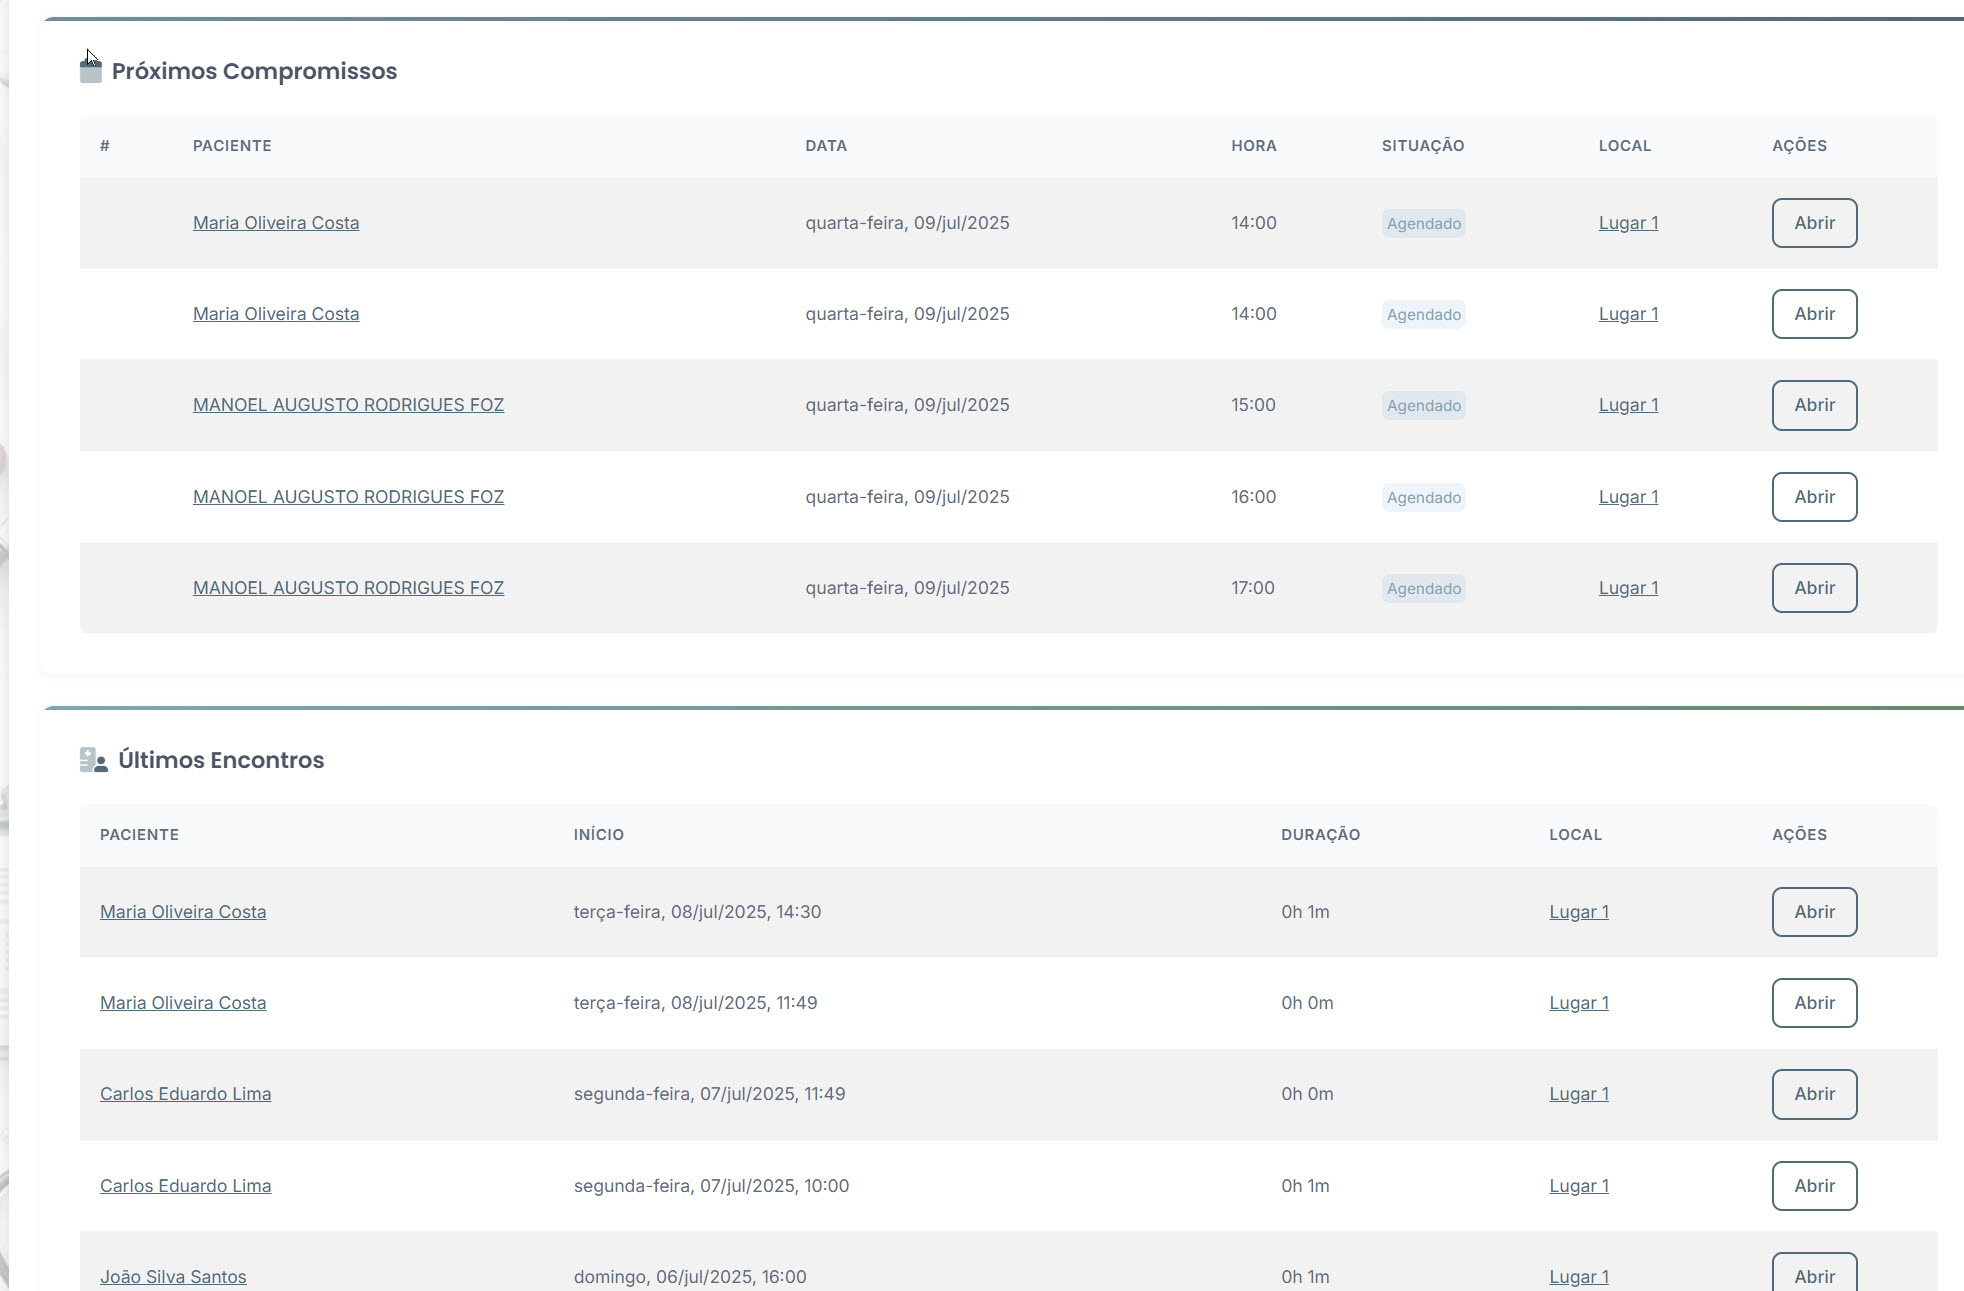 Próximos Compromissos
# PACIENTE DATA HORA SITUAÇÃO LOCAL AÇÕES
Maria Oliveira Costa quarta-feira, 09/jul/2025 14:00 Agendado Lugar 1 Abrir
Maria Oliveira Costa quarta-feira, 09/jul/2025 14:00 Agendado Lugar 1 Abrir
MANOEL AUGUSTO RODRIGUES FOZ quarta-feira, 09/jul/2025 15:00 Agendado Lugar 1 Abrir
MANOEL AUGUSTO RODRIGUES FOZ quarta-feira, 09/jul/2025 16:00 Agendado Lugar 1 Abrir
MANOEL AUGUSTO RODRIGUES FOZ quarta-feira, 09/jul/2025 17:00 Agendado Lugar 1 Abrir
Últimos Encontros
PACIENTE INÍCIO DURAÇÃO LOCAL AÇÕES
Maria Oliveira Costa terça-feira, 08/jul/2025, 14:30 0h 1m Lugar 1 Abrir
Maria Oliveira Costa terça-feira, 08/jul/2025, 11:49 0h 0m Lugar 1 Abrir
Carlos Eduardo Lima segunda-feira, 07/jul/2025, 11:49 0h 0m Lugar 1 Abrir
Carlos Eduardo Lima segunda-feira, 07/jul/2025, 10:00 0h 1m Lugar 1 Abrir
João Silva Santos domingo, 06/jul/2025, 16:00 0h 1m Lugar 1 Abrir